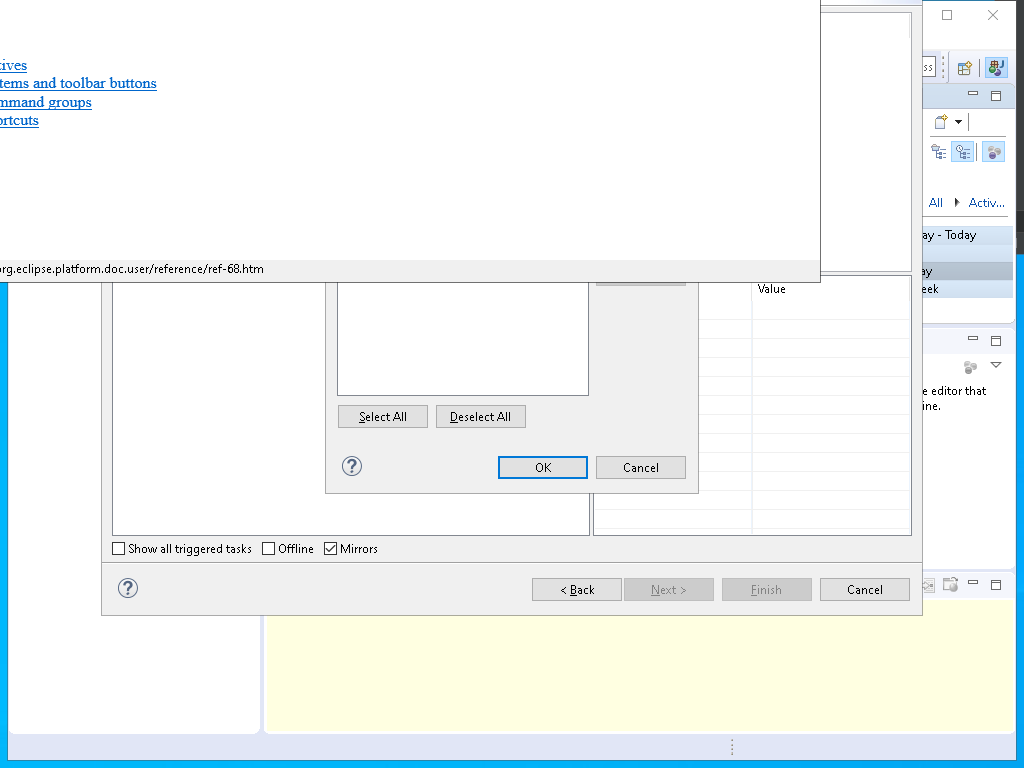 tives
tems and toolbar buttons
mmand groups
ortcuts
org.eclipse.platform.doc.user/reference/ref-68.htm
ss
All Activ...
ay - Today
ay
eek
Value
e editor that
ine.
Select All Deselect All
OK Cancel
Show all triggered tasks Offline Mirrors
< Back Next > Finish Cancel